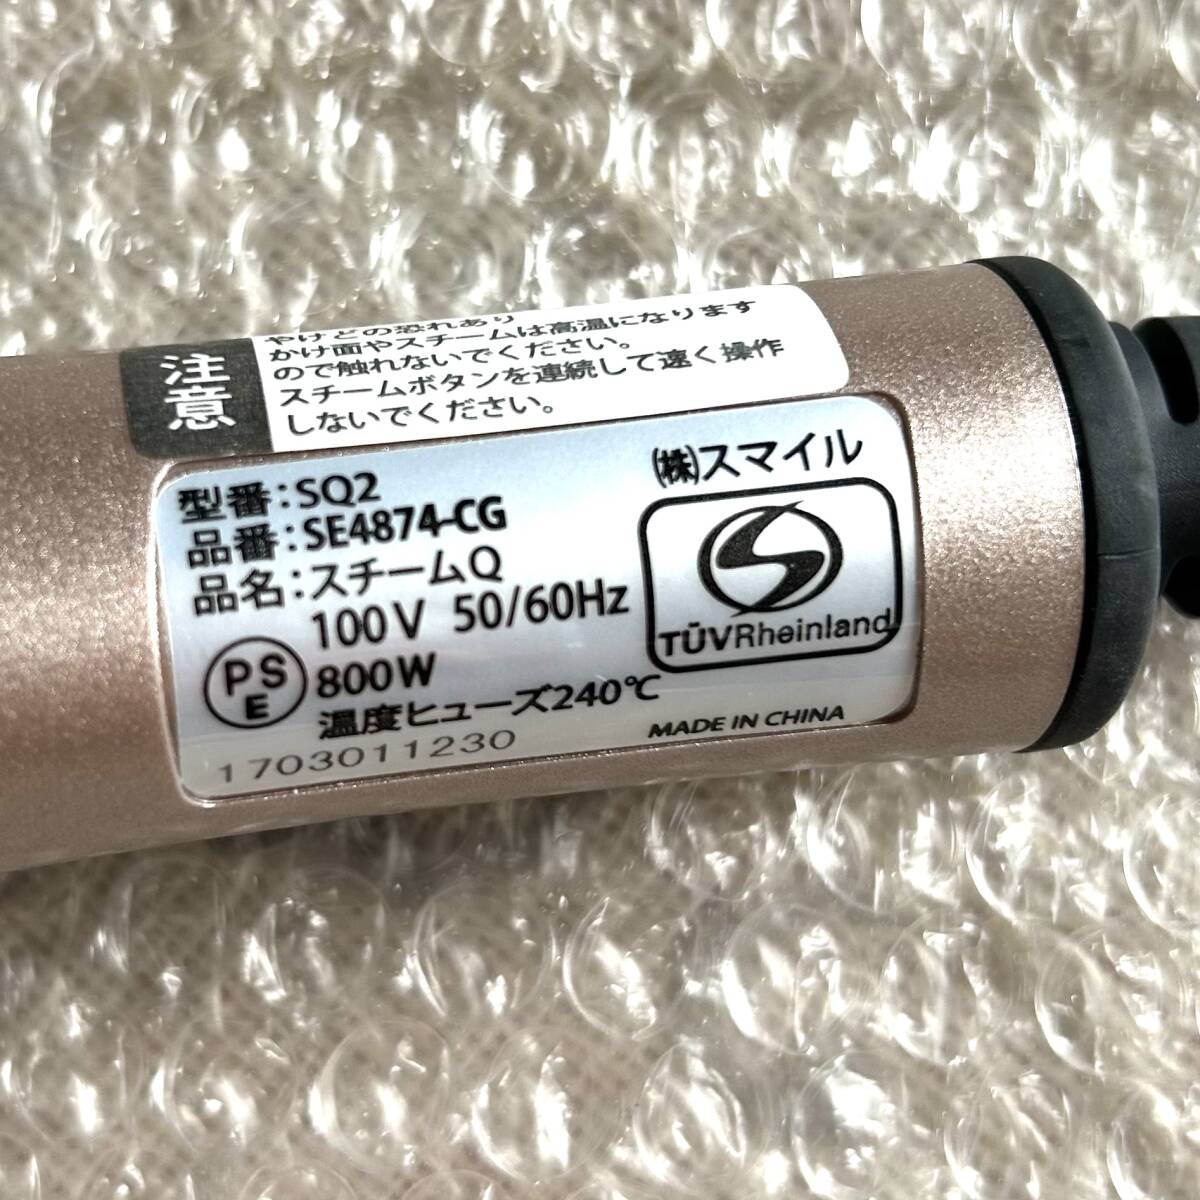 注意
やけどの恐れあり
かけ面やスチームは高温になります
ので触れないでください。
スチームボタンを連続して速く操作
しないでください。
型番:SQ2
品番:SE4874-CG
品名:スチームQ
100V 50/60Hz
PSE
800W
温度ヒューズ240℃
1703011230
(株)スマイル
TÜVRheinland
MADE IN CHINA